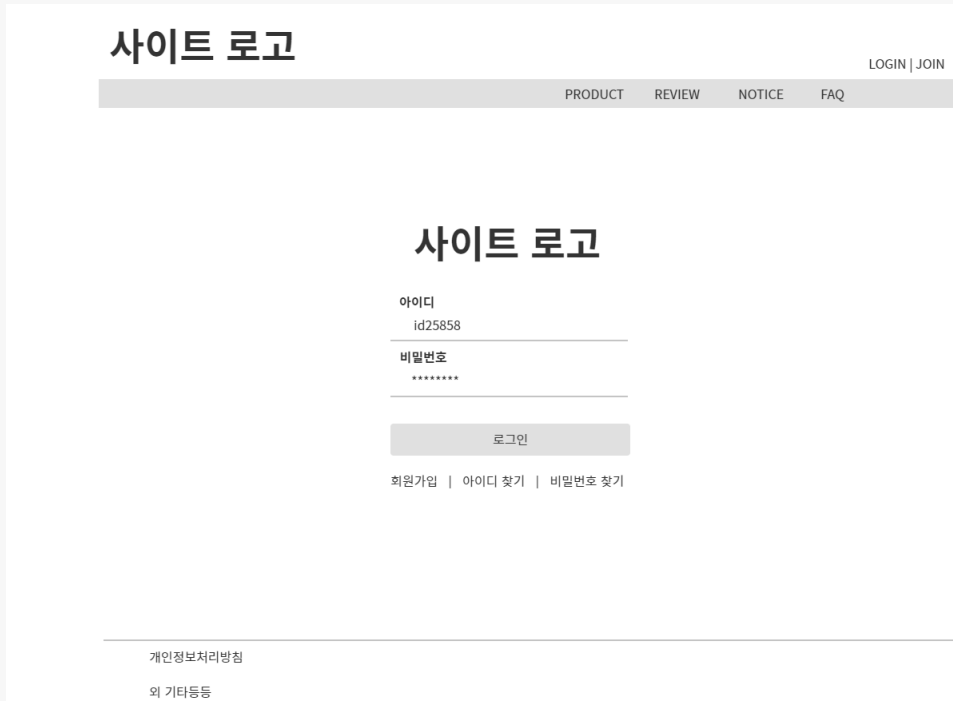 사이트 로고
LOGIN | JOIN
PRODUCT REVIEW NOTICE FAQ
사이트 로고
아이디
id25858
비밀번호
********
로그인
회원가입 | 아이디 찾기 | 비밀번호 찾기
개인정보처리방침
외 기타등등